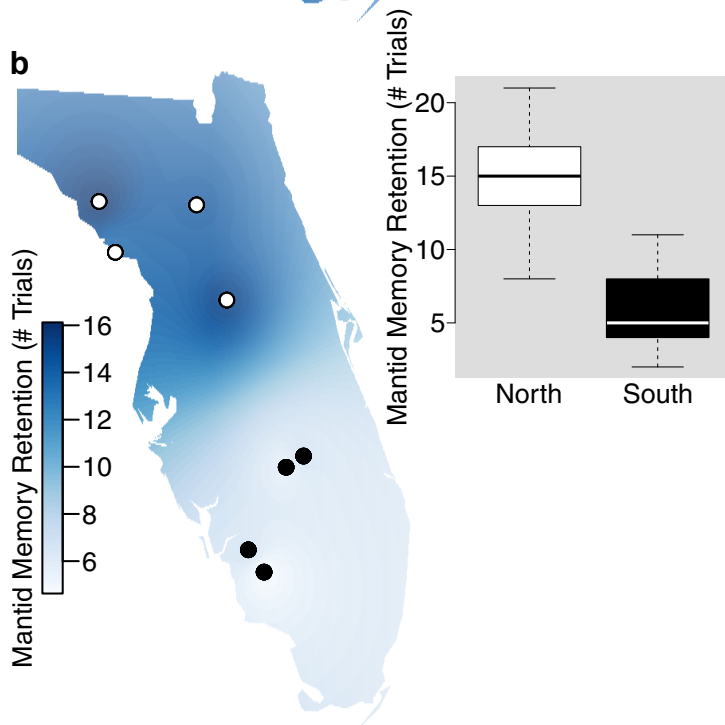 b
Mantid Memory Retention (# Trials)
16
14
12
10
8
6
Mantid Memory Retention (# Trials)
20
15
10
5
North
South